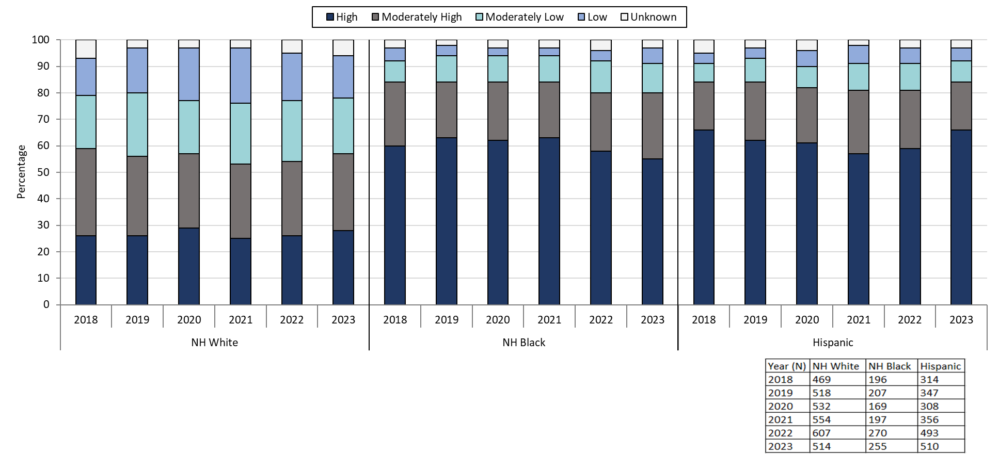 High Moderately High Moderately Low Low Unknown
100
90
80
70
60
50
40
30
20
10
0
Percentage
2018 2019 2020 2021 2022 2023 2018 2019 2020 2021 2022 2023 2018 2019 2020 2021 2022 2023
NH White NH Black Hispanic
Year (N) NH White NH Black Hispanic
2018 469 196 314
2019 518 207 347
2020 532 169 308
2021 554 197 356
2022 607 270 493
2023 514 255 510